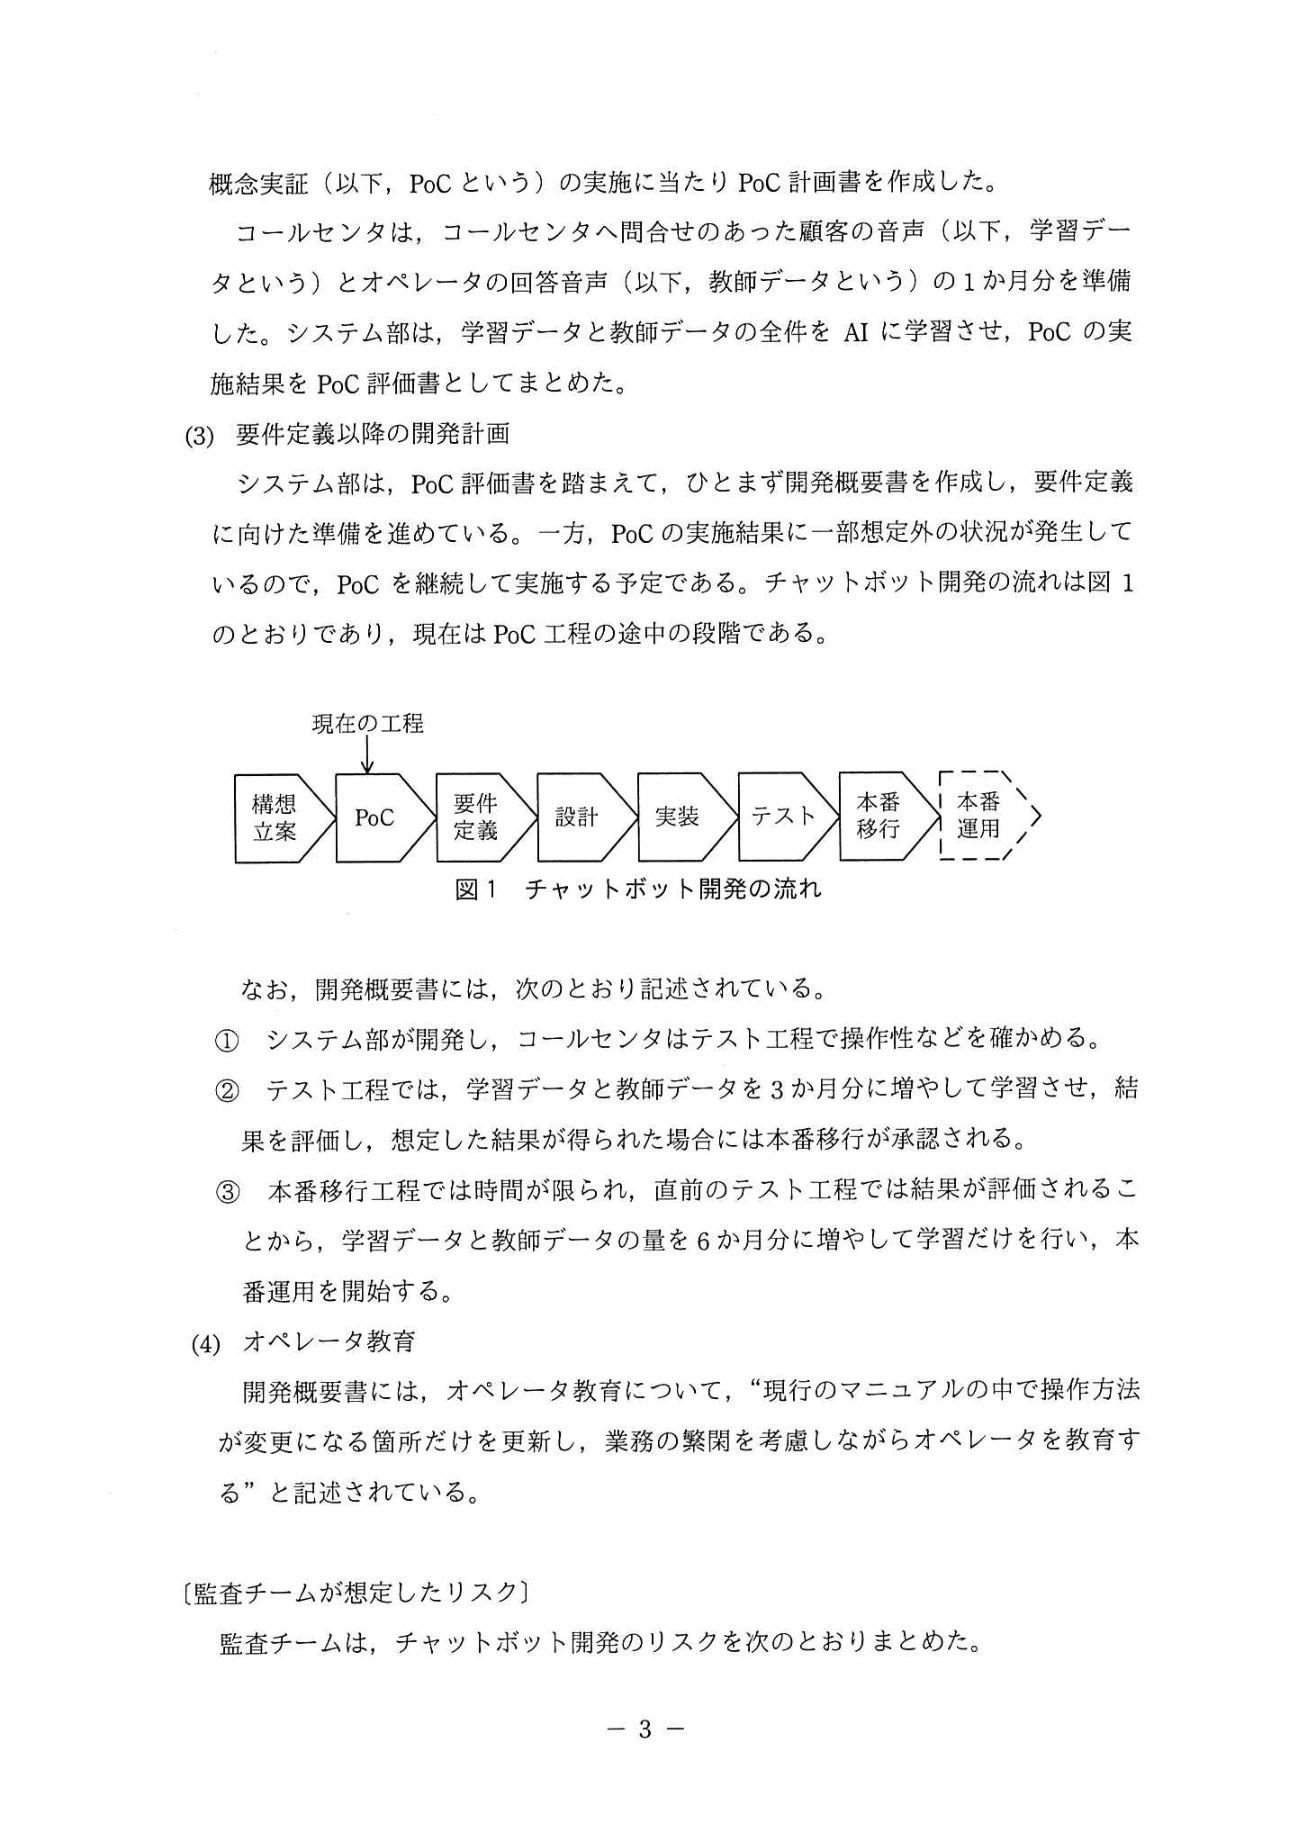 概念実証（以下，PoC という）の実施に当たり PoC 計画書を作成した。
コールセンタは，コールセンタへ問合せのあった顧客の音声（以下，学習デー
タという）とオペレータの回答音声（以下，教師データという）の 1 か月分を準備
した。システム部は，学習データと教師データの全件を AI に学習させ，PoC の実
施結果を PoC 評価書としてまとめた。
(3) 要件定義以降の開発計画
システム部は，PoC 評価書を踏まえて，ひとまず開発概要書を作成し，要件定義
に向けた準備を進めている。一方，PoC の実施結果に一部想定外の状況が発生して
いるので，PoC を継続して実施する予定である。チャットボット開発の流れは図 1
のとおりであり，現在は PoC 工程の途中の段階である。
現在の工程
構想
立案
PoC
要件
定義
設計
実装
テスト
本番
移行
本番
運用
図 1 チャットボット開発の流れ
なお，開発概要書には，次のとおり記述されている。
① システム部が開発し，コールセンタはテスト工程で操作性などを確かめる。
② テスト工程では，学習データと教師データを 3 か月分に増やして学習させ，結
果を評価し，想定した結果が得られた場合には本番移行が承認される。
③ 本番移行工程では時間が限られ，直前のテスト工程では結果が評価されるこ
とから，学習データと教師データの量を 6 か月分に増やして学習だけを行い，本
番運用を開始する。
(4) オペレータ教育
開発概要書には，オペレータ教育について，“現行のマニュアルの中で操作方法
が変更になる箇所だけを更新し，業務の繁閑を考慮しながらオペレータを教育す
る”と記述されている。
〔監査チームが想定したリスク〕
監査チームは，チャットボット開発のリスクを次のとおりまとめた。
－ 3 －